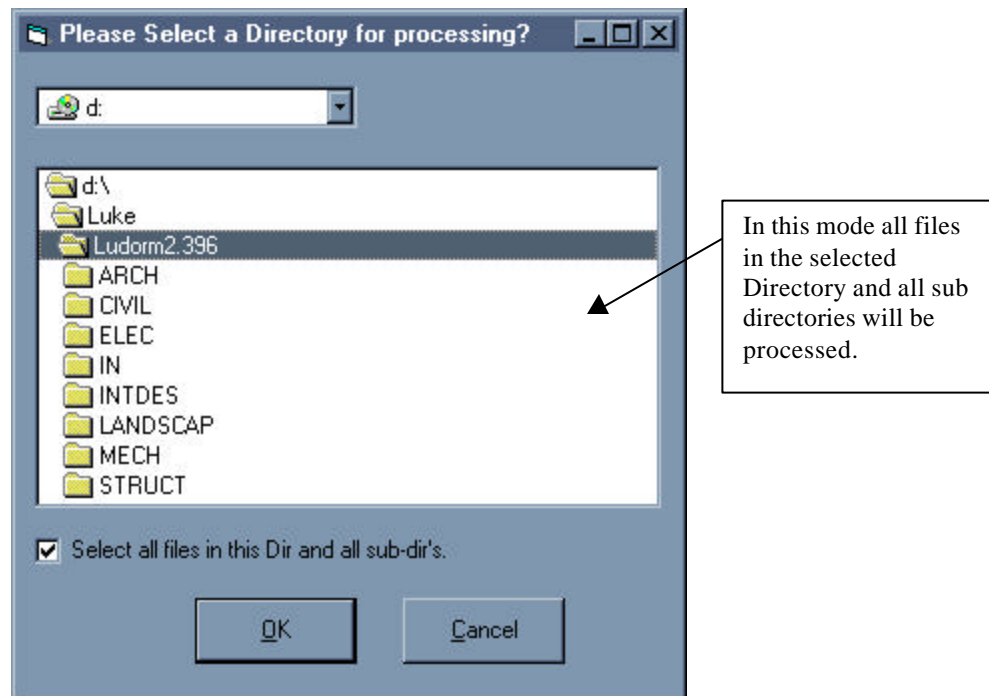 Please Select a Directory for processing?
d:
d:\
Luke
Ludorm2.396
ARCH
CIVIL
ELEC
IN
INTDES
LANDSCAP
MECH
STRUCT
Select all files in this Dir and all sub-dir's.
OK
Cancel
In this mode all files
in the selected
Directory and all sub
directories will be
processed.